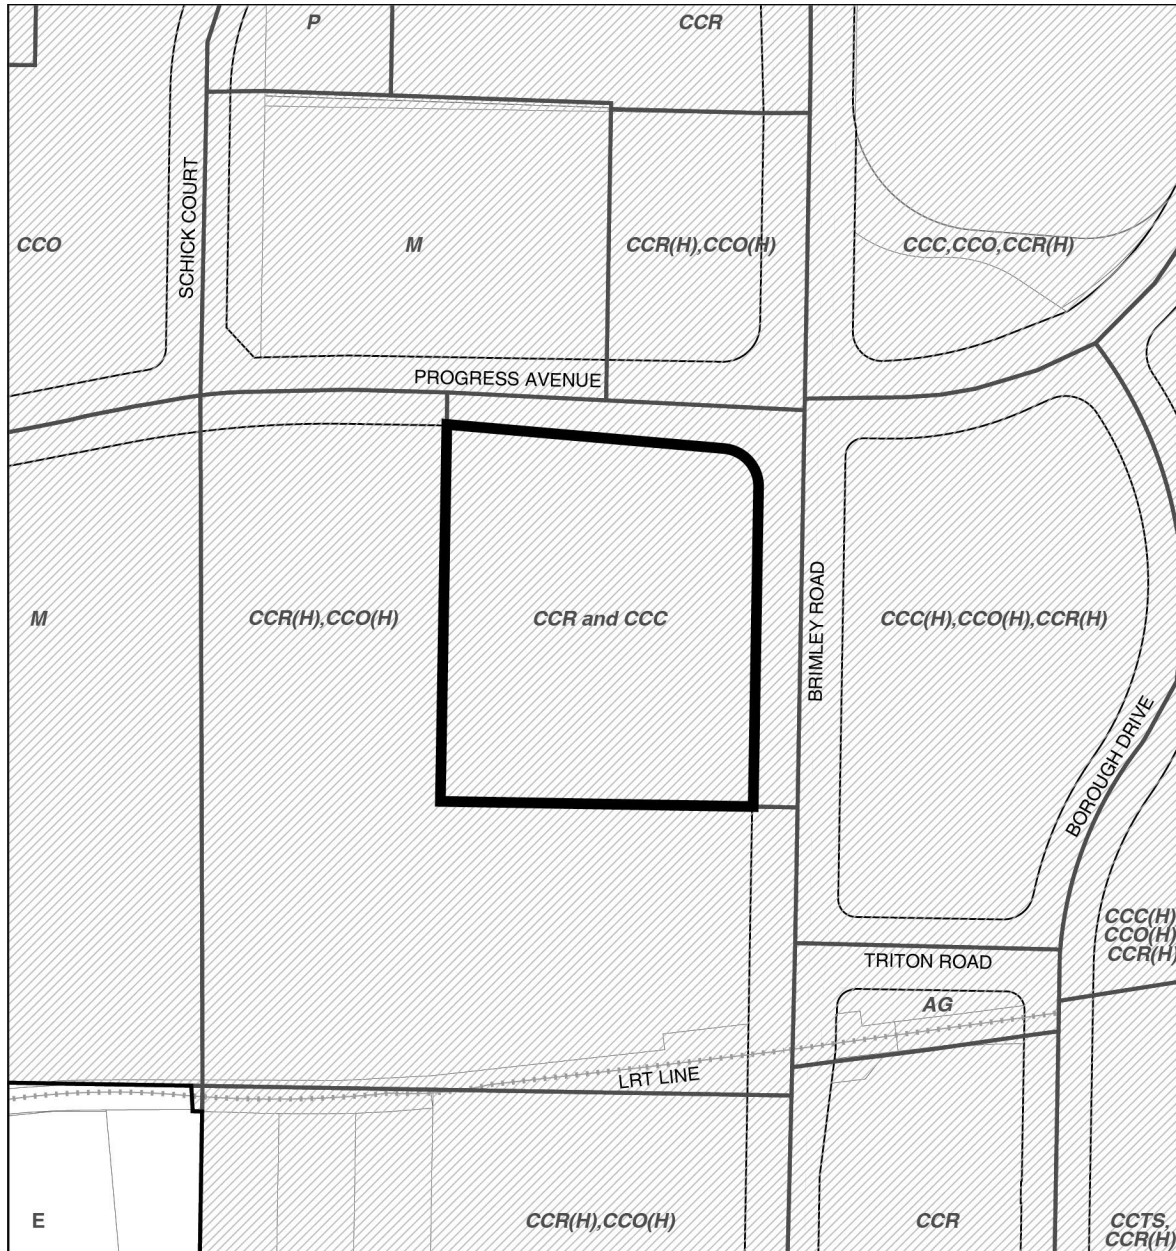 P
CCR
SCHICK COURT
CCO
M
CCR(H),CCO(H)
CCC,CCO,CCR(H)
PROGRESS AVENUE
M
CCR(H),CCO(H)
CCR and CCC
BRIMLEY ROAD
CCC(H),CCO(H),CCR(H)
BOROUGH DRIVE
CCC(H)
CCO(H)
CCR(H)
TRITON ROAD
AG
LRT LINE
E
CCR(H),CCO(H)
CCR
CCTS,
CCR(H)